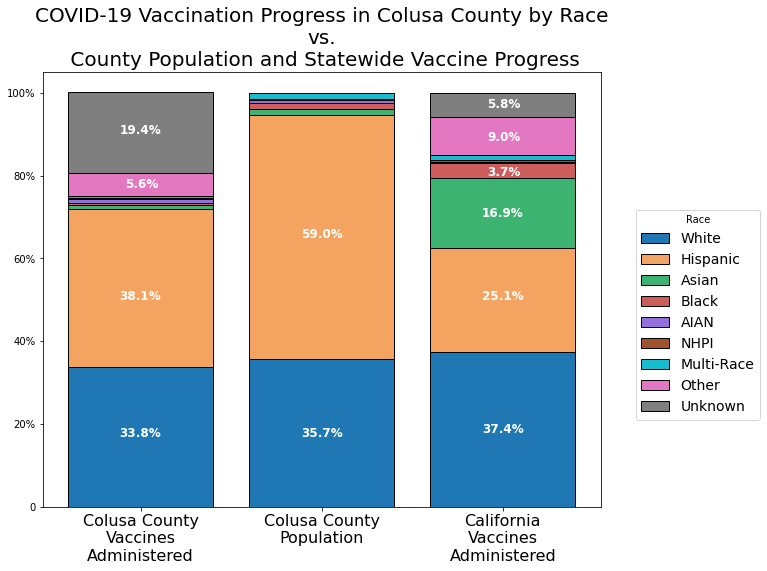 COVID-19 Vaccination Progress in Colusa County by Race
vs.
County Population and Statewide Vaccine Progress
100%
80%
60%
40%
20%
0
19.4%
5.6%
38.1%
33.8%
59.0%
35.7%
5.8%
9.0%
3.7%
16.9%
25.1%
37.4%
Colusa County
Vaccines
Administered
Colusa County
Population
California
Vaccines
Administered
Race
White
Hispanic
Asian
Black
AIAN
NHPI
Multi-Race
Other
Unknown